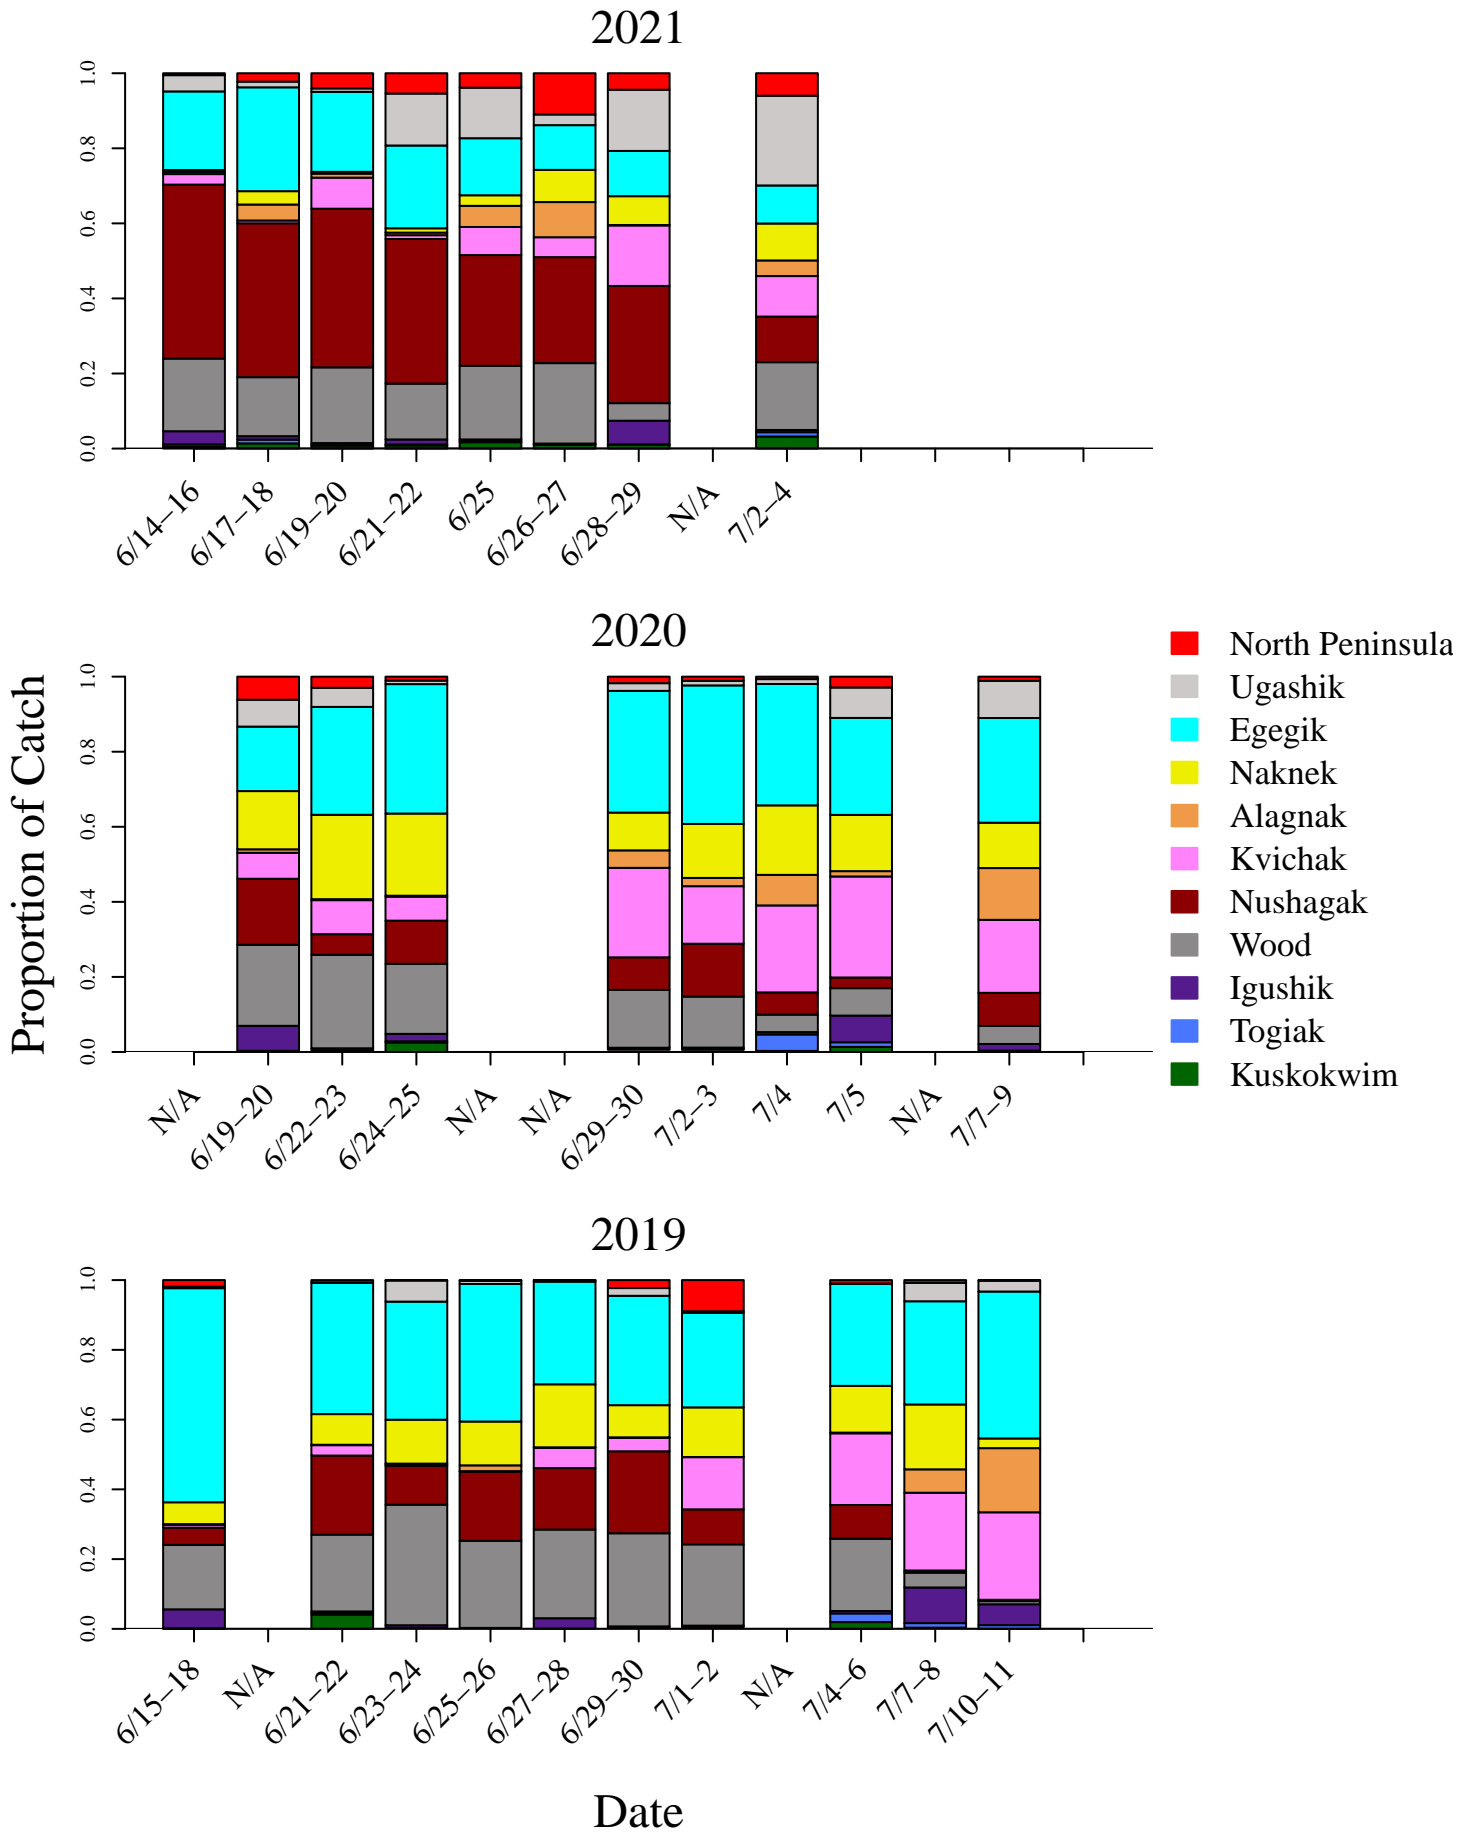 2021
1.0
0.8
0.6
0.4
0.2
0.0
6/14–16
6/17–18
6/19–20
6/21–22
6/25
6/26–27
6/28–29
N/A
7/2–4
2020
1.0
0.8
0.6
0.4
0.2
0.0
N/A
6/19–20
6/22–23
6/24–25
N/A
N/A
6/29–30
7/2–3
7/4
7/5
N/A
7/7–9
Proportion of Catch
North Peninsula
Ugashik
Egegik
Naknek
Alagnak
Kvichak
Nushagak
Wood
Igushik
Togiak
Kuskokwim
2019
1.0
0.8
0.6
0.4
0.2
0.0
6/15–18
N/A
6/21–22
6/23–24
6/25–26
6/27–28
6/29–30
7/1–2
N/A
7/4–6
7/7–8
7/10–11
Date